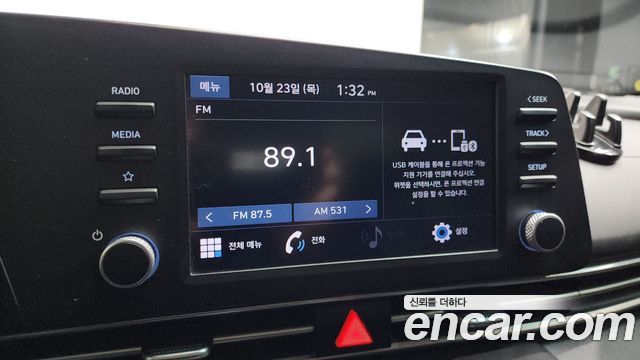 RADIO
MEDIA
☆
메뉴 10월 23일 (목) 1:32 PM
FM
89.1
< FM 87.5
AM 531 >
USB 케이블을 통해 폰 프로젝션 기능
지원 기기를 연결해 주십시오.
위젯을 선택하시면, 폰 프로젝션 연결
설정을 할 수 있습니다.
전체 메뉴
전화
설정
< SEEK
TRACK >
SETUP
신뢰를 더하다
encar.com